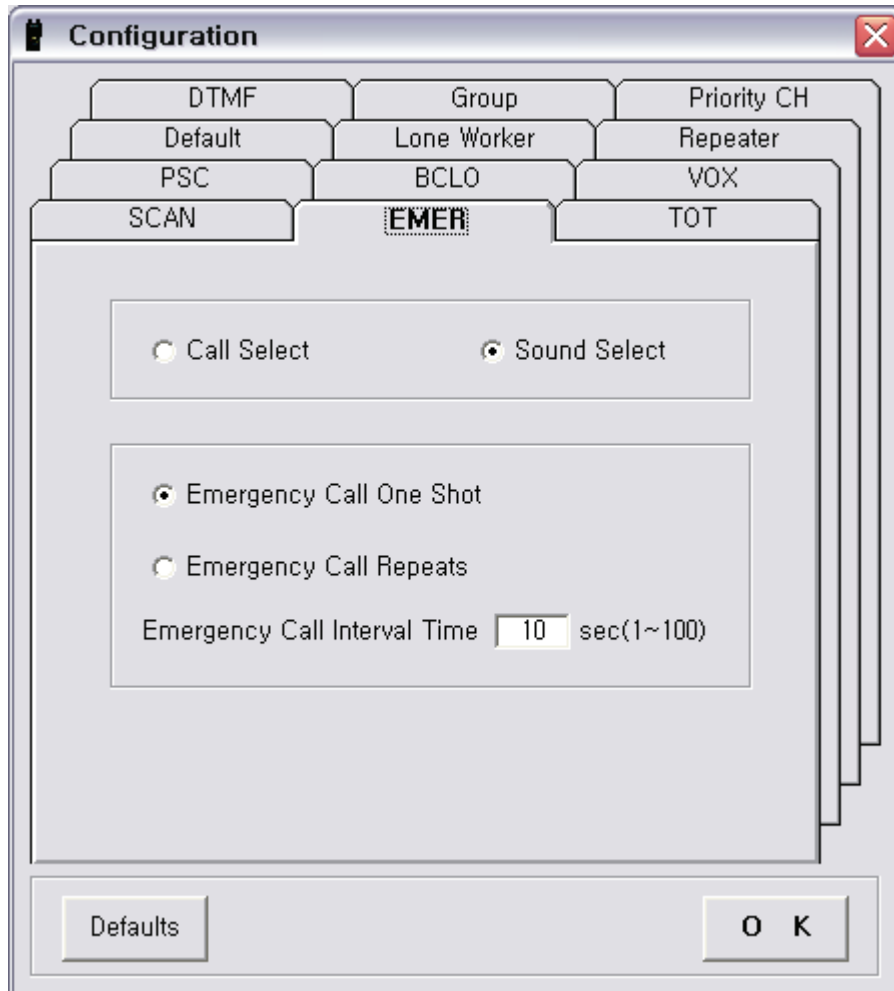 Configuration
DTMF Group Priority CH
Default Lone Worker Repeater
PSC BCLO VOX
SCAN EMER TOT
Call Select Sound Select
Emergency Call One Shot
Emergency Call Repeats
Emergency Call Interval Time 10 sec(1~100)
Defaults O K